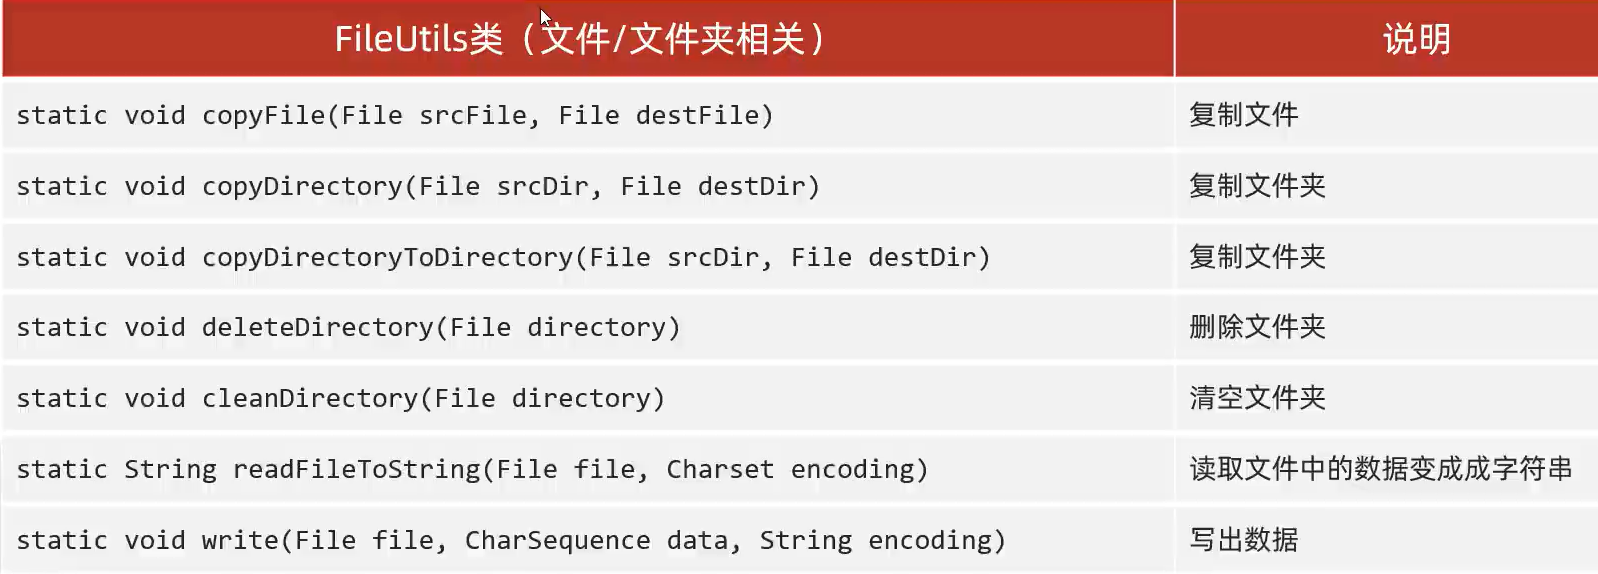 FileUtils类（文件/文件夹相关）
说明
static void copyFile(File srcFile, File destFile)
复制文件
static void copyDirectory(File srcDir, File destDir)
复制文件夹
static void copyDirectoryToDirectory(File srcDir, File destDir)
复制文件夹
static void deleteDirectory(File directory)
删除文件夹
static void cleanDirectory(File directory)
清空文件夹
static String readFileToString(File file, Charset encoding)
读取文件中的数据变成成字符串
static void write(File file, CharSequence data, String encoding)
写出数据